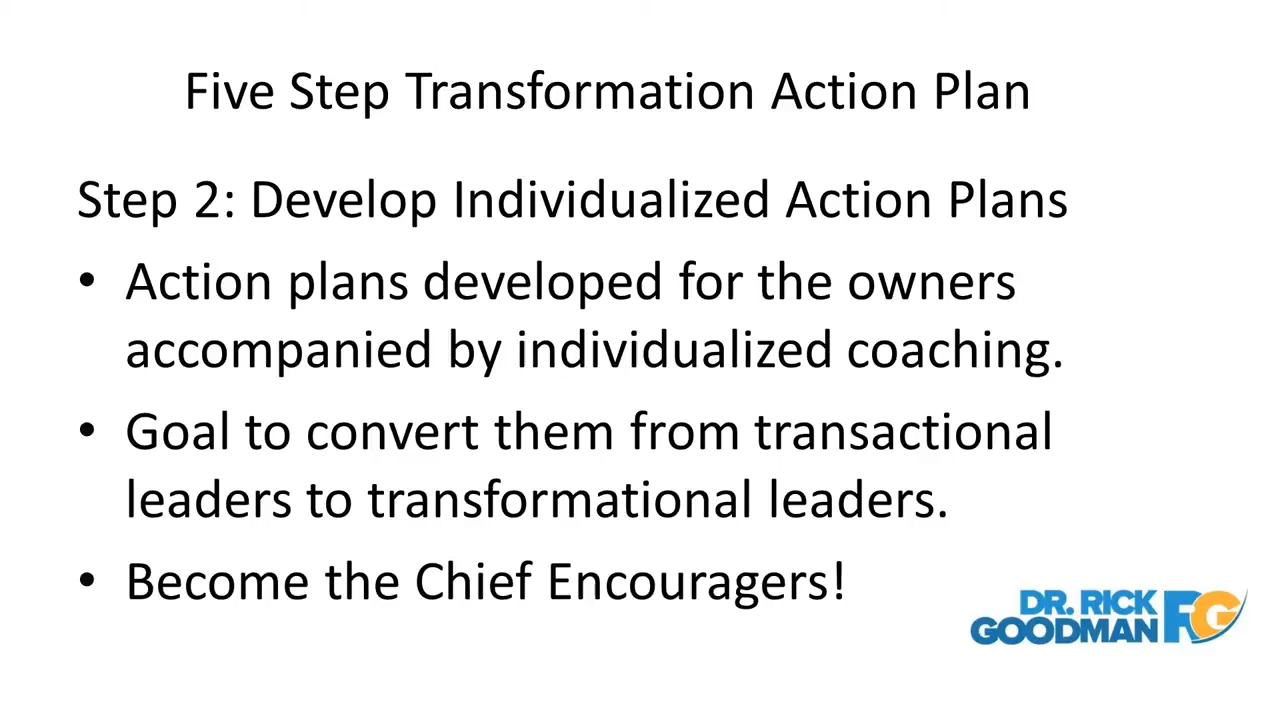 Five Step Transformation Action Plan
Step 2: Develop Individualized Action Plans
• Action plans developed for the owners
accompanied by individualized coaching.
• Goal to convert them from transactional
leaders to transformational leaders.
• Become the Chief Encouragers!
DR. RICK
GOODMAN RG